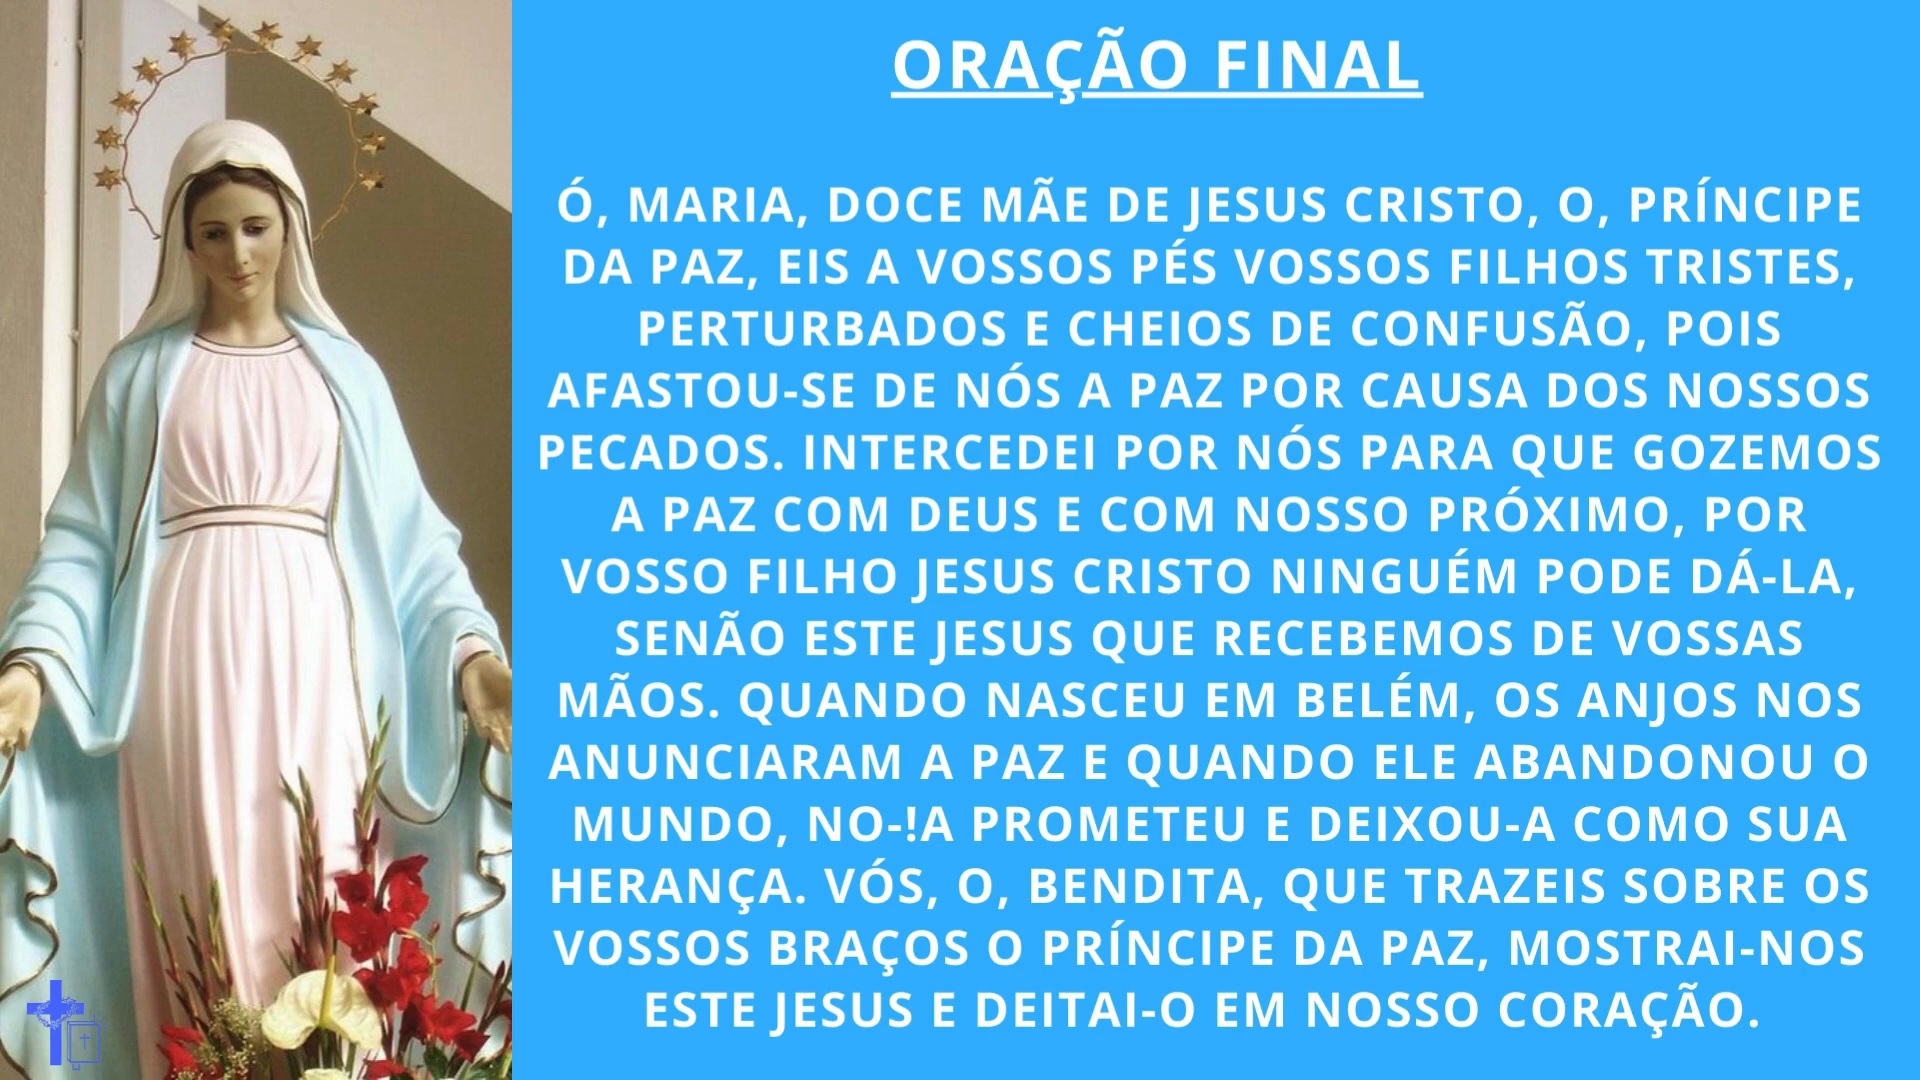 ORAÇÃO FINAL
Ó, MARIA, DOCE MÃE DE JESUS CRISTO, O, PRÍNCIPE
DA PAZ, EIS A VOSSOS PÉS VOSSOS FILHOS TRISTES,
PERTURBADOS E CHEIOS DE CONFUSÃO, POIS
AFASTOU-SE DE NÓS A PAZ POR CAUSA DOS NOSSOS
PECADOS. INTERCEDEI POR NÓS PARA QUE GOZEMOS
A PAZ COM DEUS E COM NOSSO PRÓXIMO, POR
VOSSO FILHO JESUS CRISTO NINGUÉM PODE DÁ-LA,
SENÃO ESTE JESUS QUE RECEBEMOS DE VOSSAS
MÃOS. QUANDO NASCEU EM BELÉM, OS ANJOS NOS
ANUNCIARAM A PAZ E QUANDO ELE ABANDONOU O
MUNDO, NO-!A PROMETEU E DEIXOU-A COMO SUA
HERANÇA. VÓS, O, BENDITA, QUE TRAZEIS SOBRE OS
VOSSOS BRAÇOS O PRÍNCIPE DA PAZ, MOSTRAI-NOS
ESTE JESUS E DEITAI-O EM NOSSO CORAÇÃO.